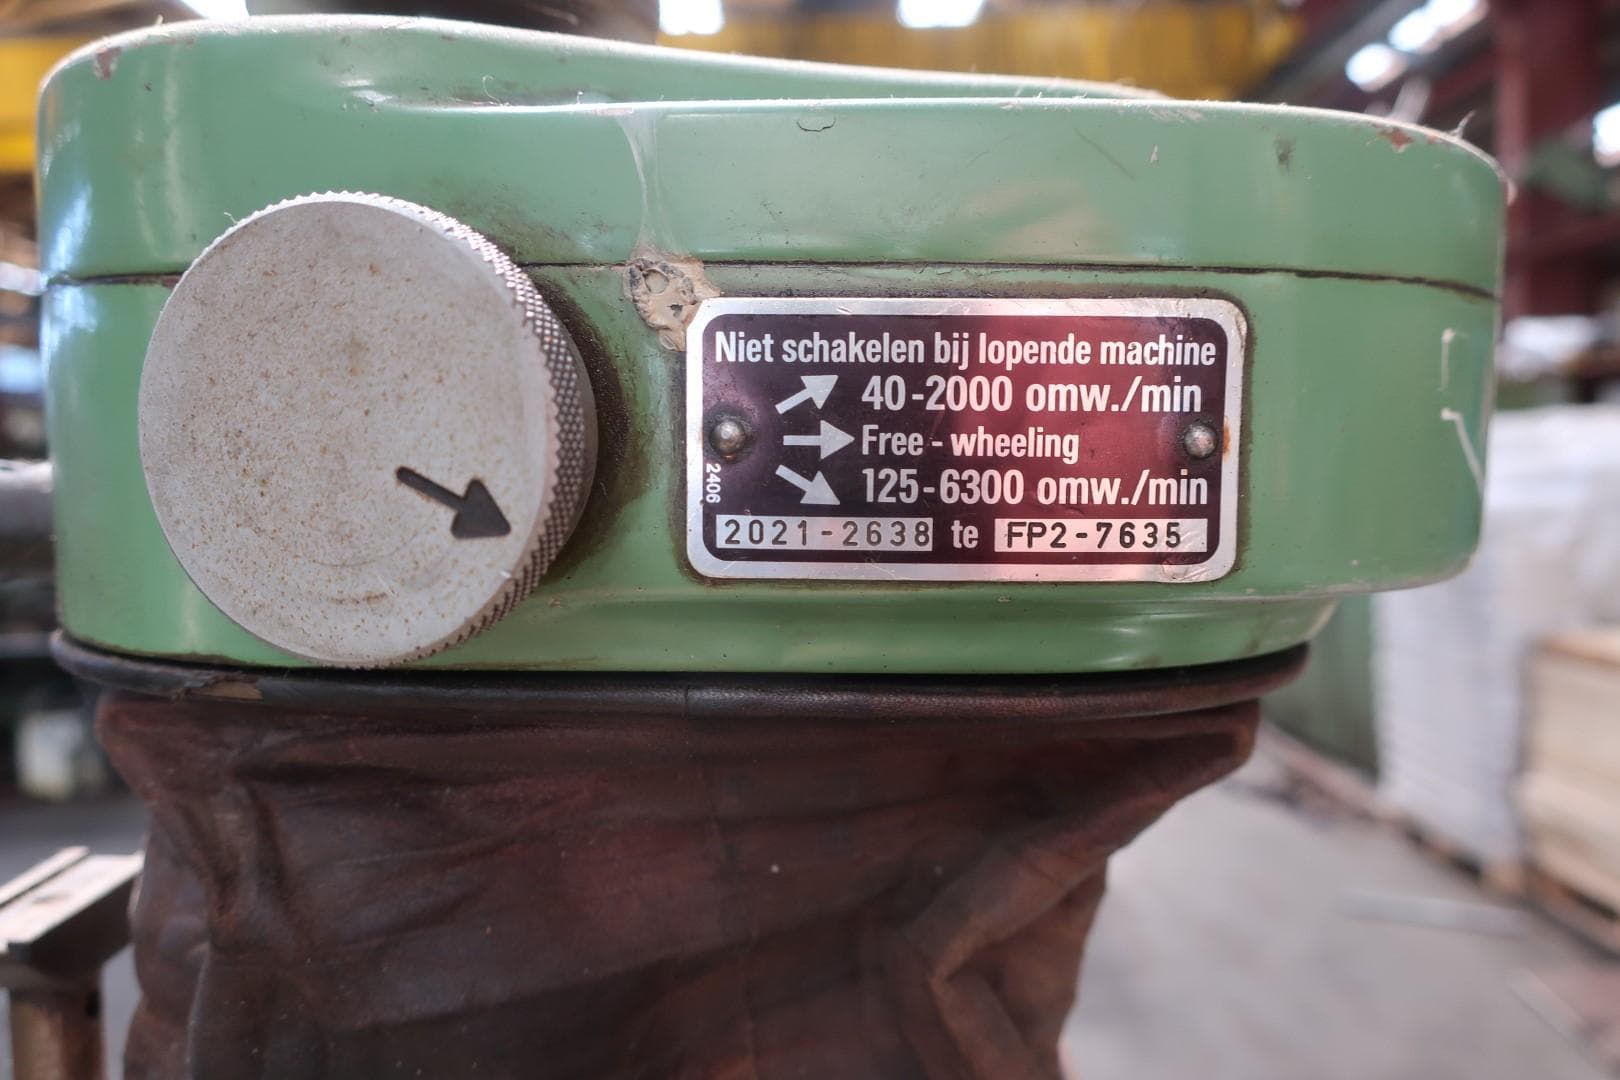 Niet schakelen bij lopende machine
40-2000 omw./min
Free-wheeling
125-6300 omw./min
2406
2021-2638 te FP2-7635